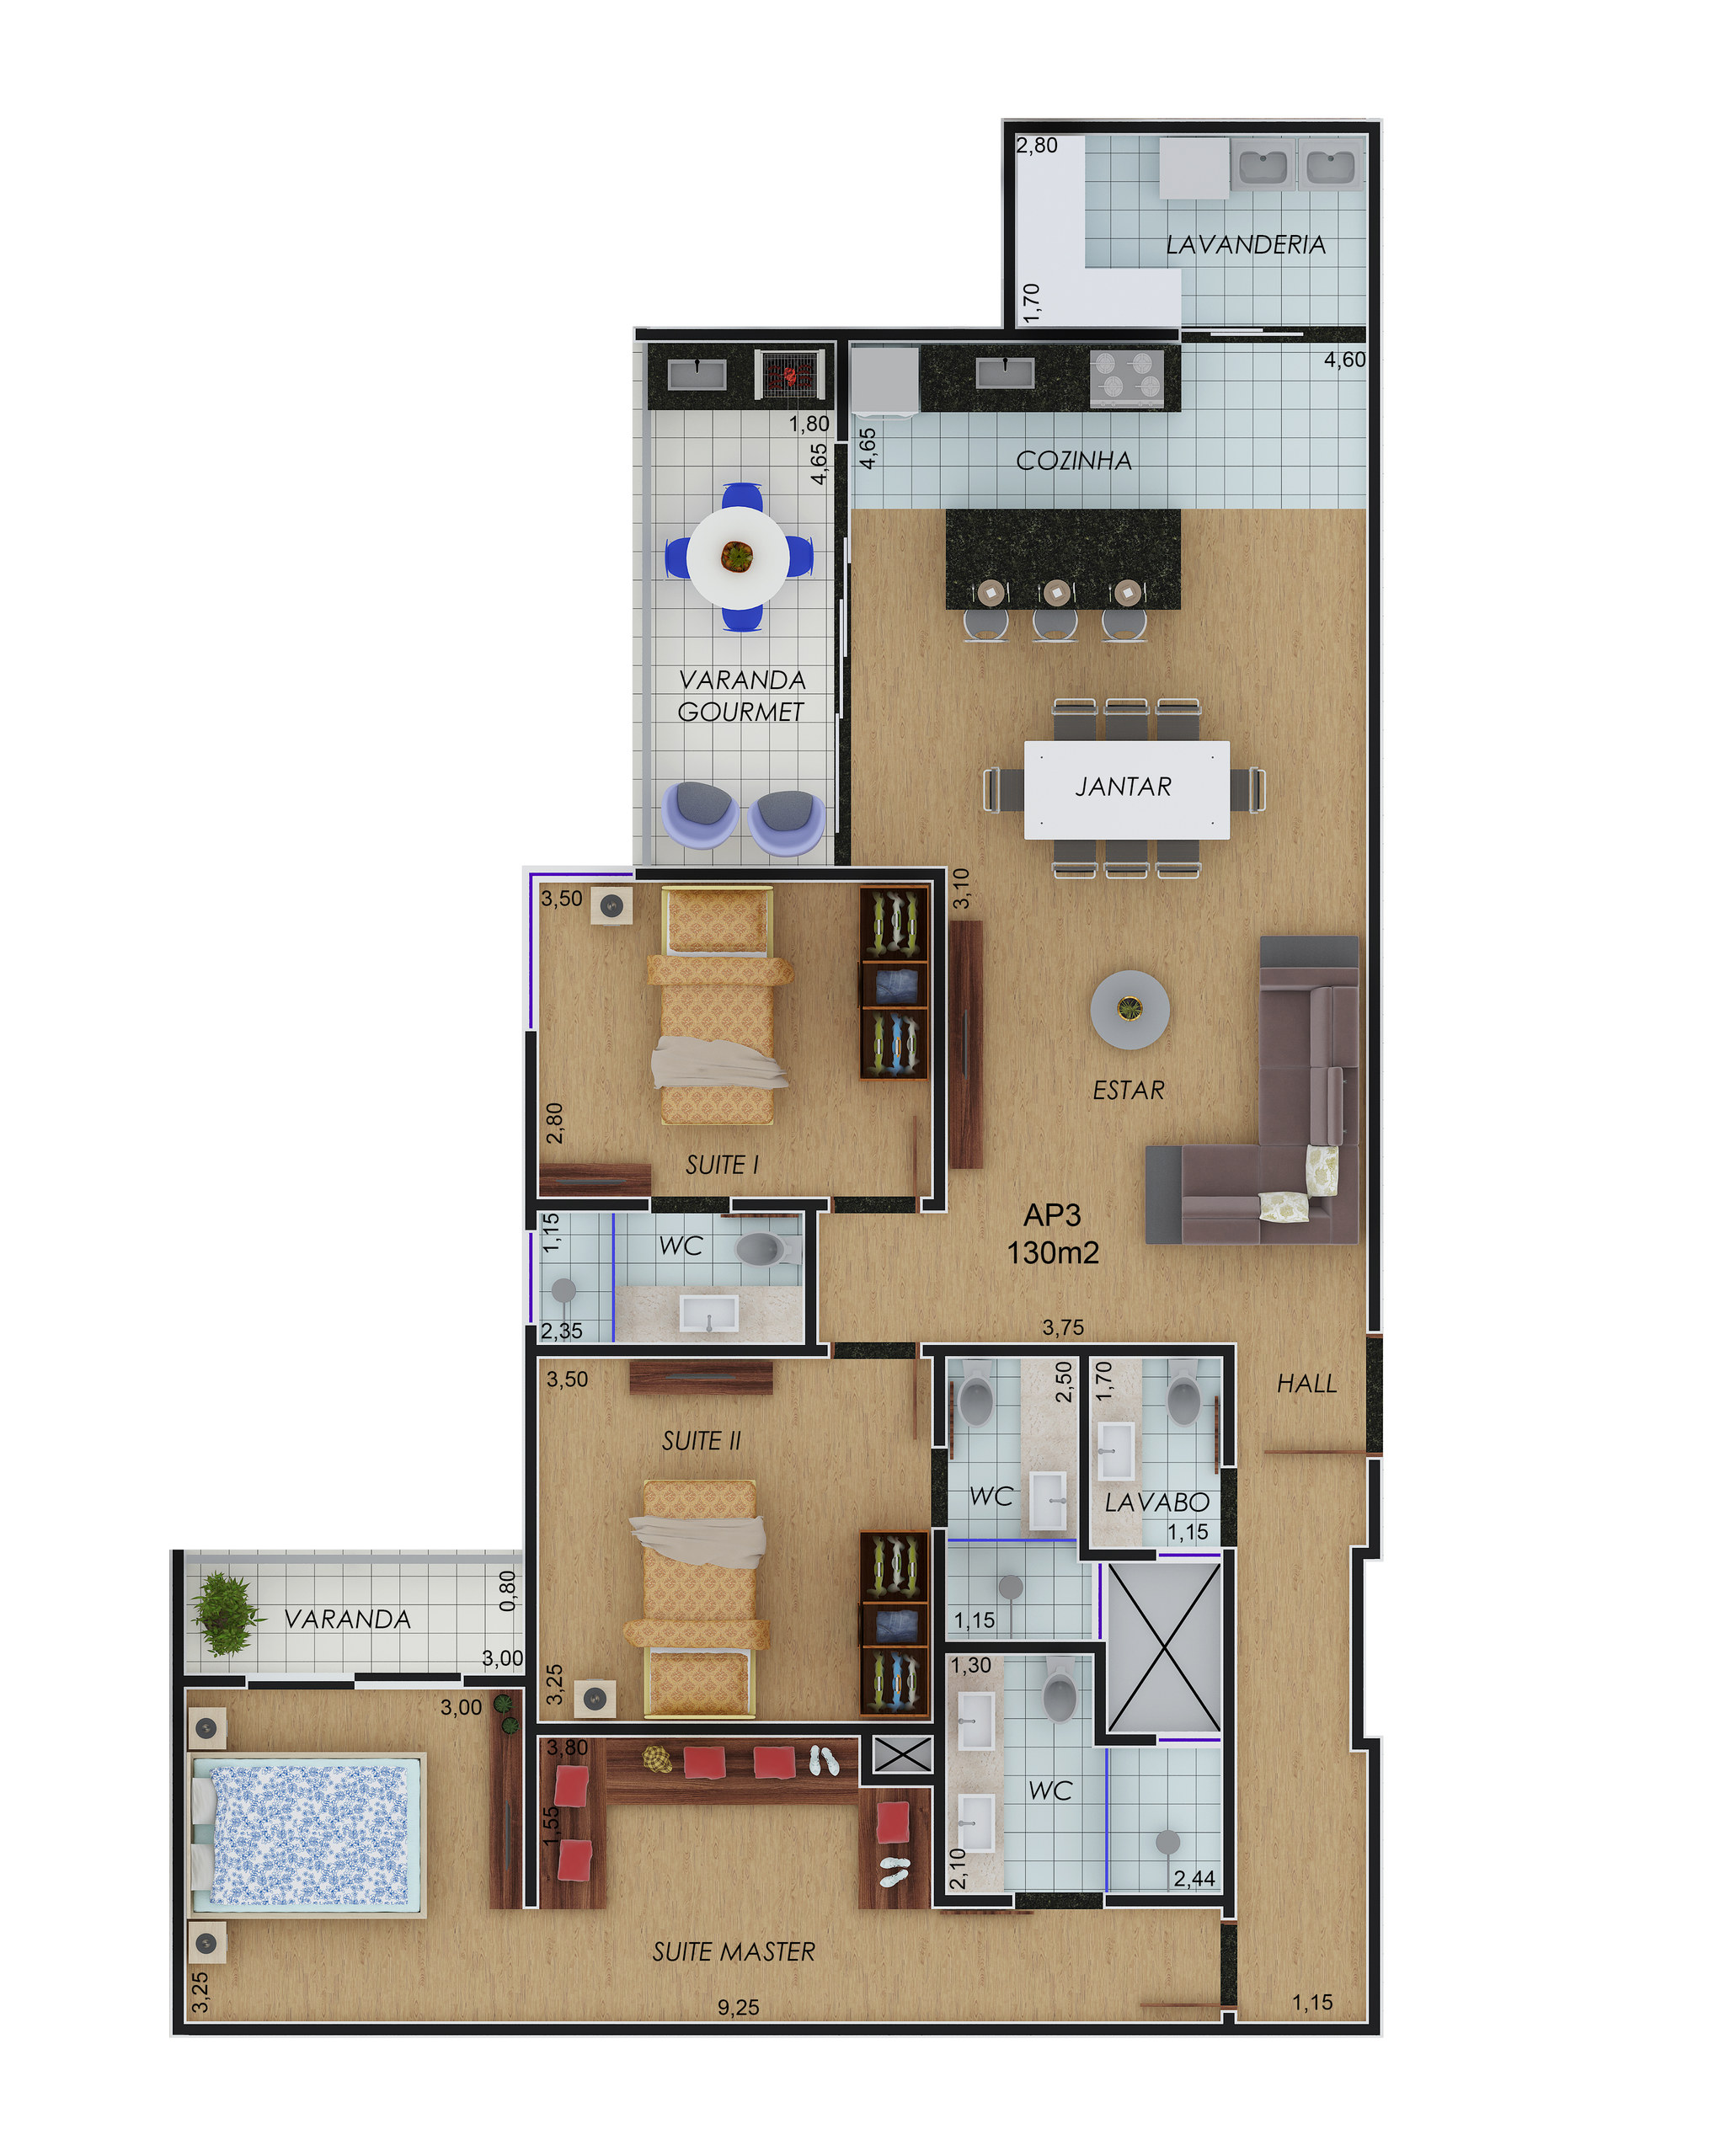 2,80
LAVANDERIA
1,70
4,60
1,80
4,65
4,65
COZINHA
VARANDA
GOURMET
JANTAR
3,50
3,10
2,80
SUITE I
ESTAR
AP3
130m2
1,15
WC
2,35
3,75
3,50
SUITE II
2,50
1,70
HALL
WC
LAVABO
1,15
0,80
VARANDA
3,00
1,15
3,25
1,30
3,00
3,80
1,55
WC
2,10
2,44
SUITE MASTER
3,25
9,25
1,15